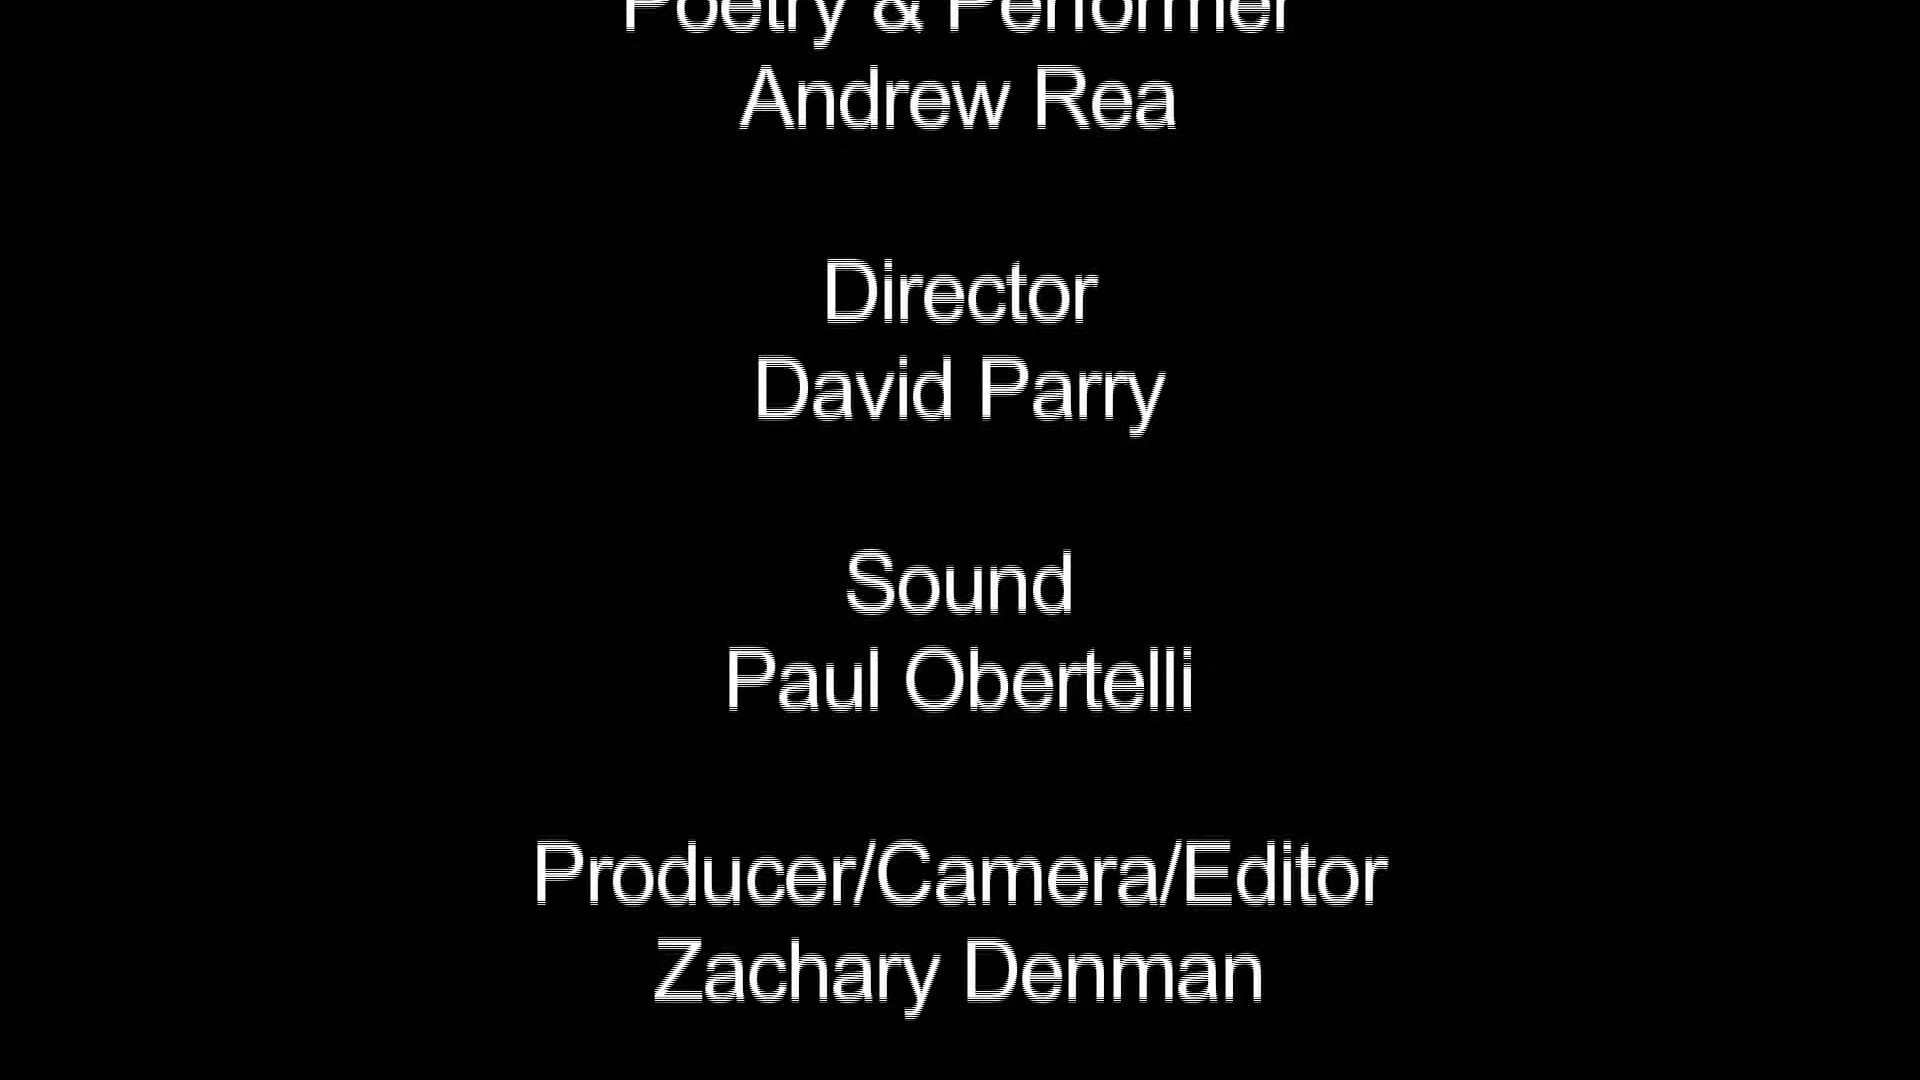 Poetry & Performer
Andrew Rea
Director
David Parry
Sound
Paul Obertelli
Producer/Camera/Editor
Zachary Denman